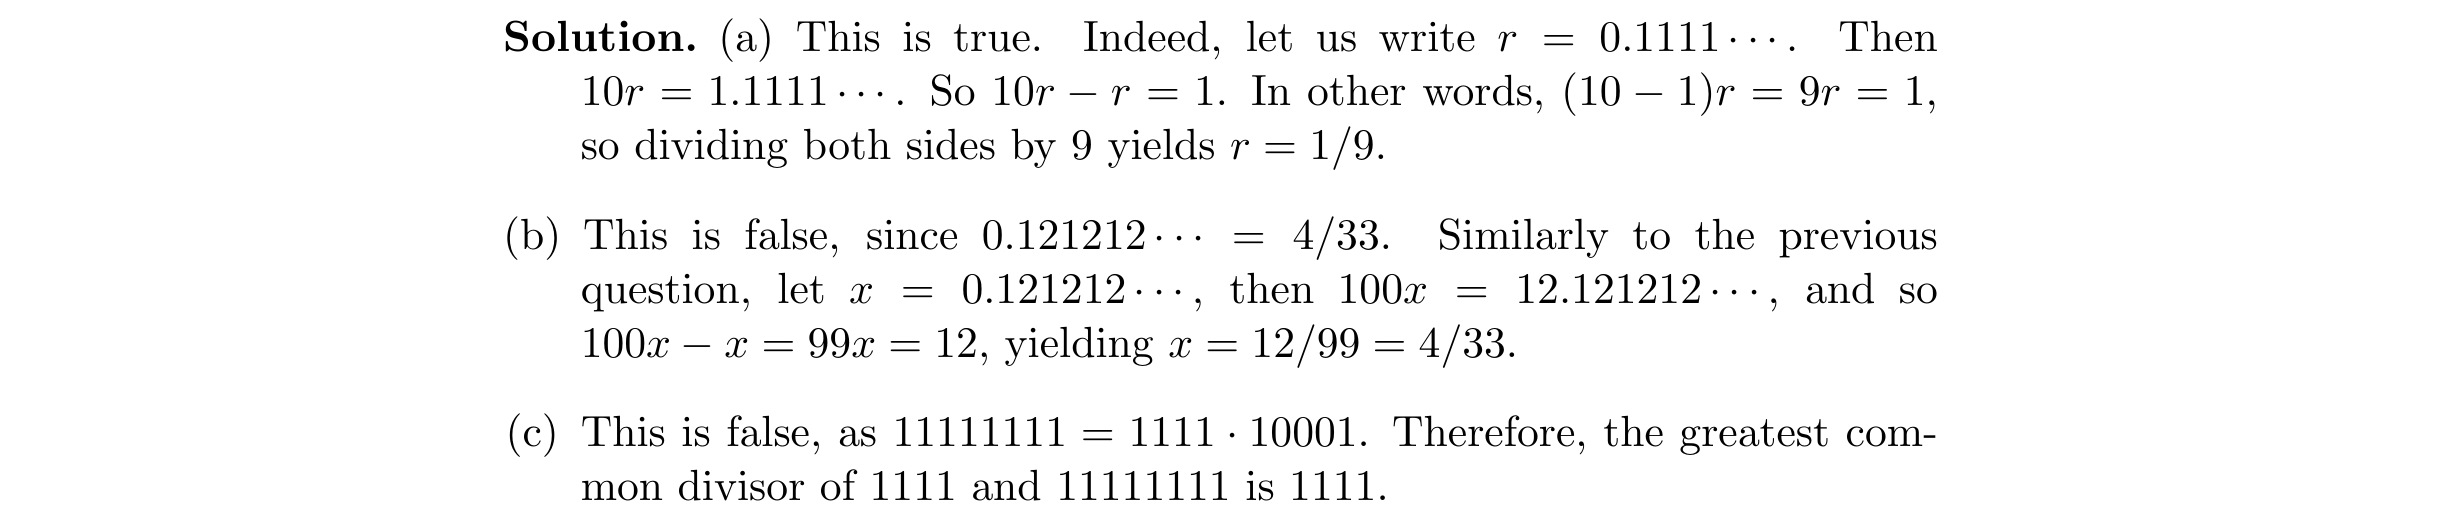 Solution. (a) This is true. Indeed, let us write r = 0.1111⋯. Then
10r = 1.1111⋯. So 10r − r = 1. In other words, (10 − 1)r = 9r = 1,
so dividing both sides by 9 yields r = 1/9.
(b) This is false, since 0.121212⋯ = 4/33. Similarly to the previous
question, let x = 0.121212⋯, then 100x = 12.121212⋯, and so
100x − x = 99x = 12, yielding x = 12/99 = 4/33.
(c) This is false, as 11111111 = 1111 · 10001. Therefore, the greatest com-
mon divisor of 1111 and 11111111 is 1111.